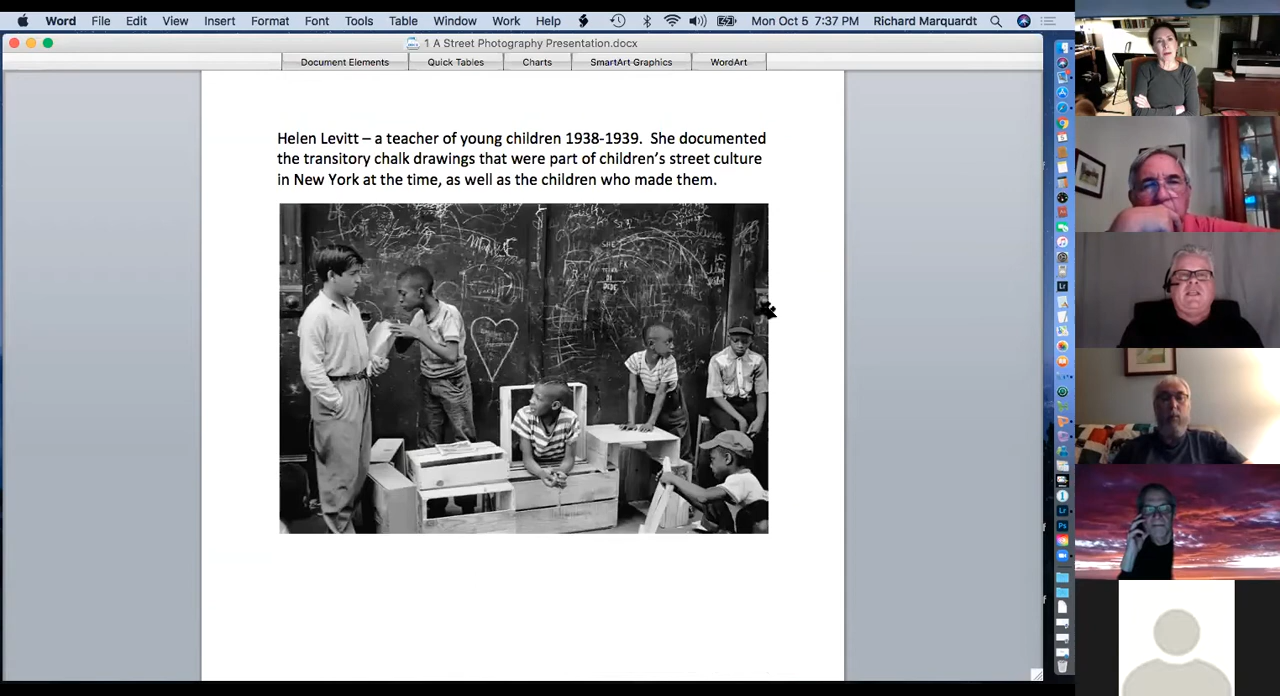 Word File Edit View Insert Format Font Tools Table Window Work Help Mon Oct 5 7:37 PM Richard Marquardt
1 A Street Photography Presentation.docx
Document Elements Quick Tables Charts SmartArt Graphics WordArt
Helen Levitt – a teacher of young children 1938-1939. She documented
the transitory chalk drawings that were part of children's street culture
in New York at the time, as well as the children who made them.